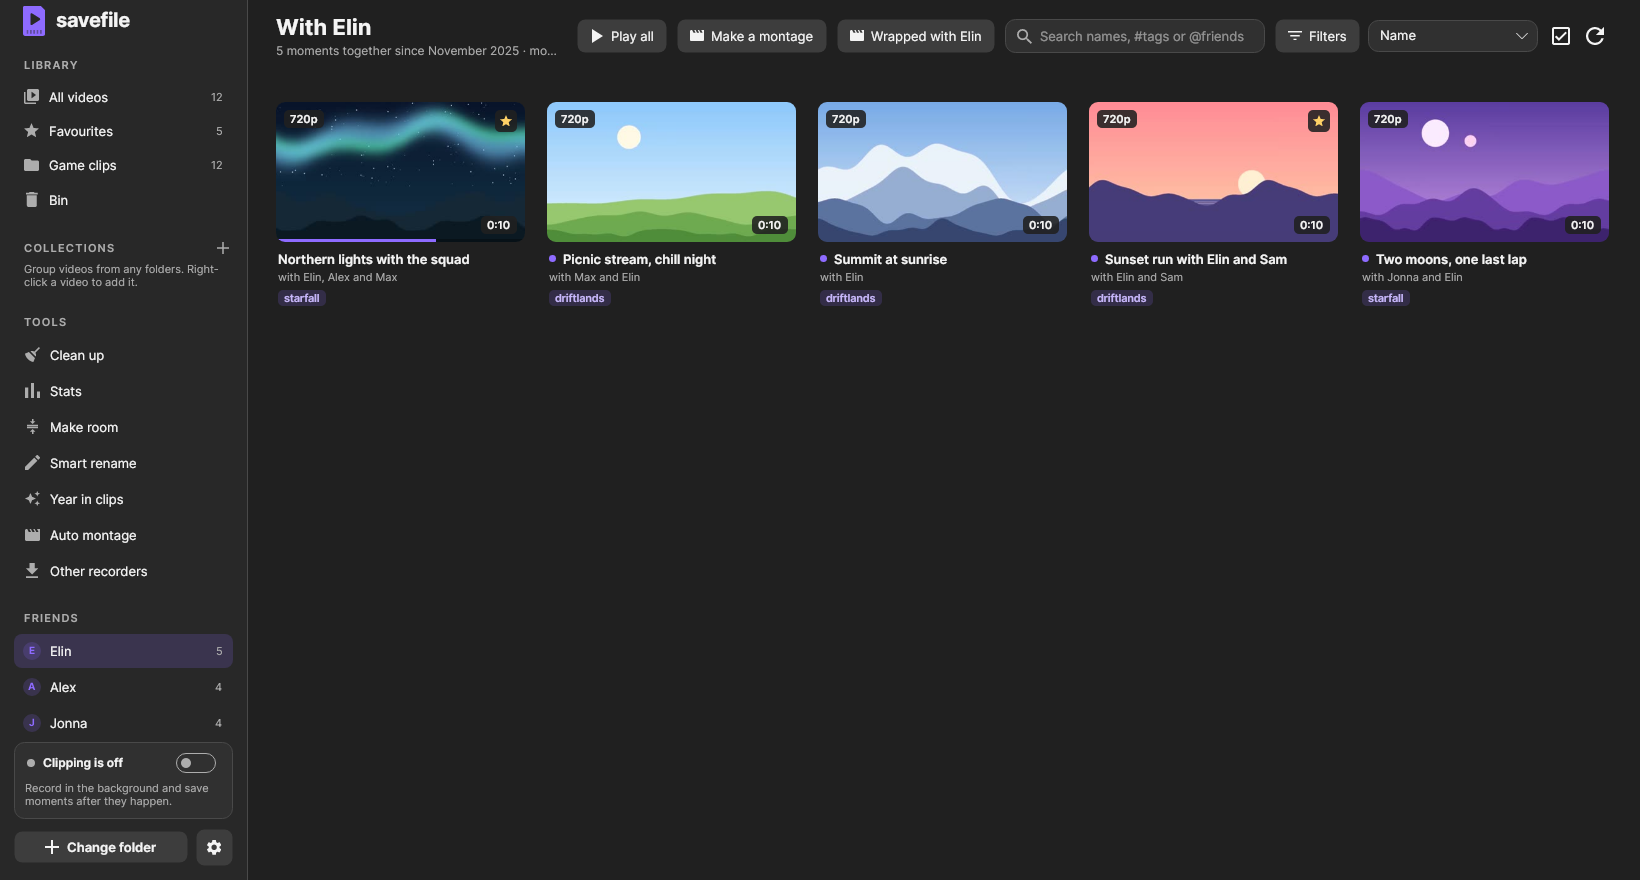 savefile
LIBRARY
All videos 12
Favourites 5
Game clips 12
Bin
COLLECTIONS
Group videos from any folders. Right-
click a video to add it.
TOOLS
Clean up
Stats
Make room
Smart rename
Year in clips
Auto montage
Other recorders
FRIENDS
E Elin 5
A Alex 4
J Jonna 4
Clipping is off
Record in the background and save
moments after they happen.
Change folder
With Elin
5 moments together since November 2025 · mo...
Play all
Make a montage
Wrapped with Elin
Search names, #tags or @friends
Filters
Name
720p
0:10
Northern lights with the squad
with Elin, Alex and Max
starfall
720p
0:10
Picnic stream, chill night
with Max and Elin
driftlands
720p
0:10
Summit at sunrise
with Elin
driftlands
720p
0:10
Sunset run with Elin and Sam
with Elin and Sam
driftlands
720p
0:10
Two moons, one last lap
with Jonna and Elin
starfall